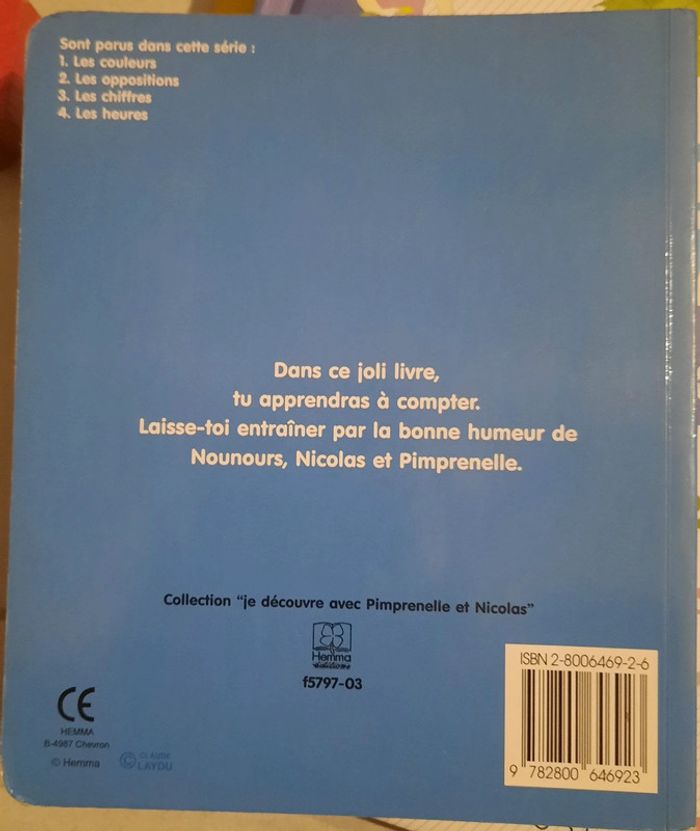 Sont parus dans cette série :
1. Les couleurs
2. Les oppositions
3. Les chiffres
4. Les heures
Dans ce joli livre,
tu apprendras à compter.
Laisse-toi entraîner par la bonne humeur de
Nounours, Nicolas et Pimprenelle.
Collection "je découvre avec Pimprenelle et Nicolas"
Hemma
éditions
f5797-03
ISBN 2-8006469-2-6
9 782800 646923
CE
HEMMA
B-4987 Chevron
© Hemma
© CLAUDE
LAYDU